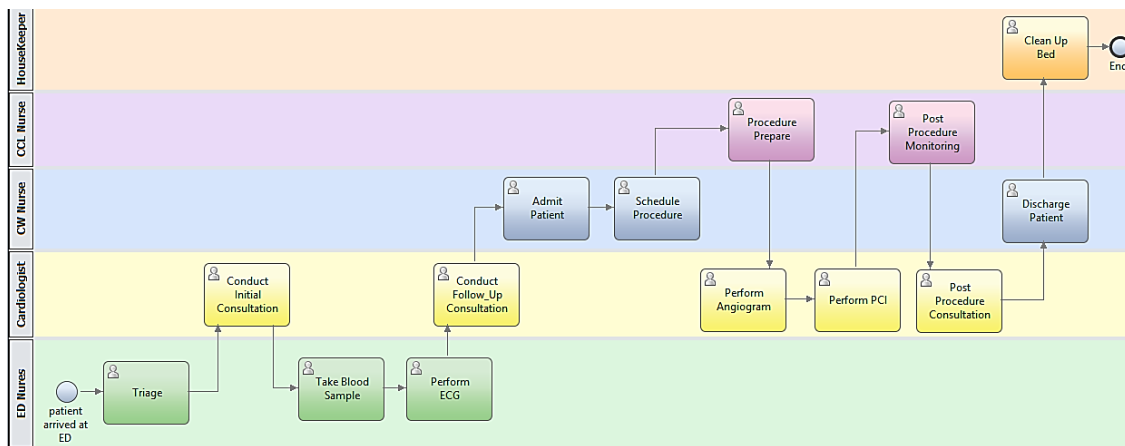 HouseKeeper
Clean Up
Bed
End
CCL Nurse
Procedure
Prepare
Post
Procedure
Monitoring
CW Nurse
Admit
Patient
Schedule
Procedure
Discharge
Patient
Cardiologist
Conduct
Initial
Consultation
Conduct
Follow_Up
Consultation
Perform
Angiogram
Perform PCI
Post
Procedure
Consultation
ED Nures
patient
arrived at
ED
Triage
Take Blood
Sample
Perform
ECG